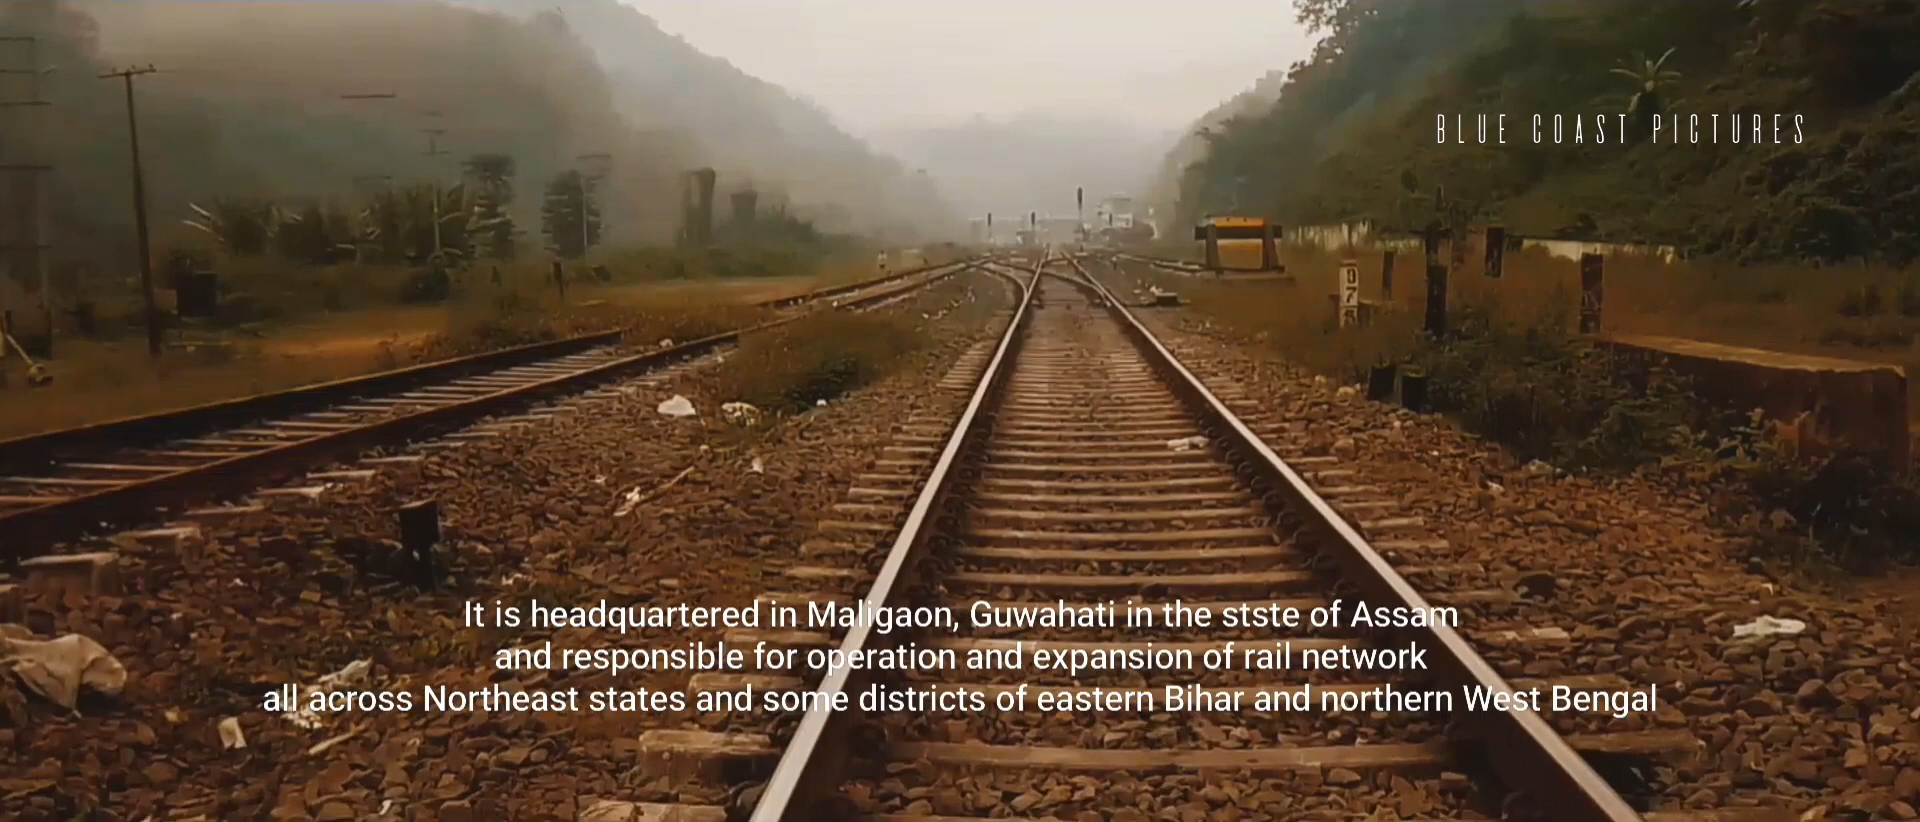 BLUE COAST PICTURES
97
It is headquartered in Maligaon, Guwahati in the stste of Assam
and responsible for operation and expansion of rail network
all across Northeast states and some districts of eastern Bihar and northern West Bengal